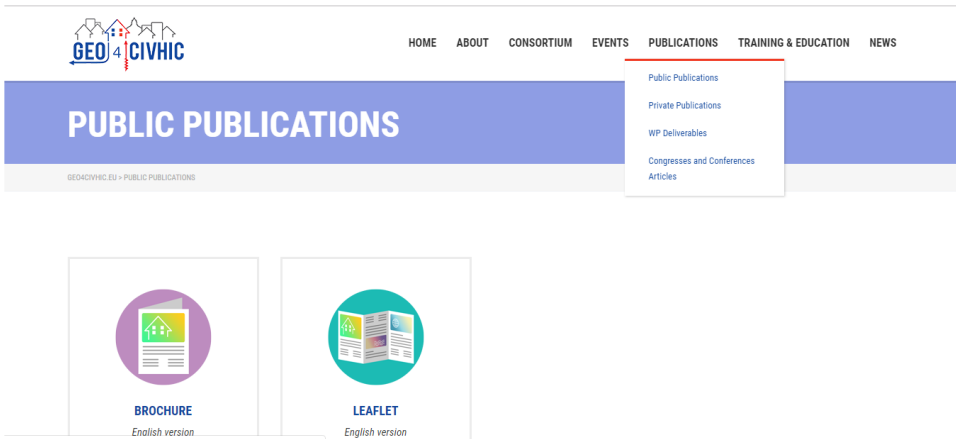 GEO 4 CIVHIC
HOME ABOUT CONSORTIUM EVENTS PUBLICATIONS TRAINING & EDUCATION NEWS
Public Publications
Private Publications
WP Deliverables
Congresses and Conferences
Articles
PUBLIC PUBLICATIONS
GEO4CIVHIC.EU > PUBLIC PUBLICATIONS
BROCHURE
English version
LEAFLET
English version